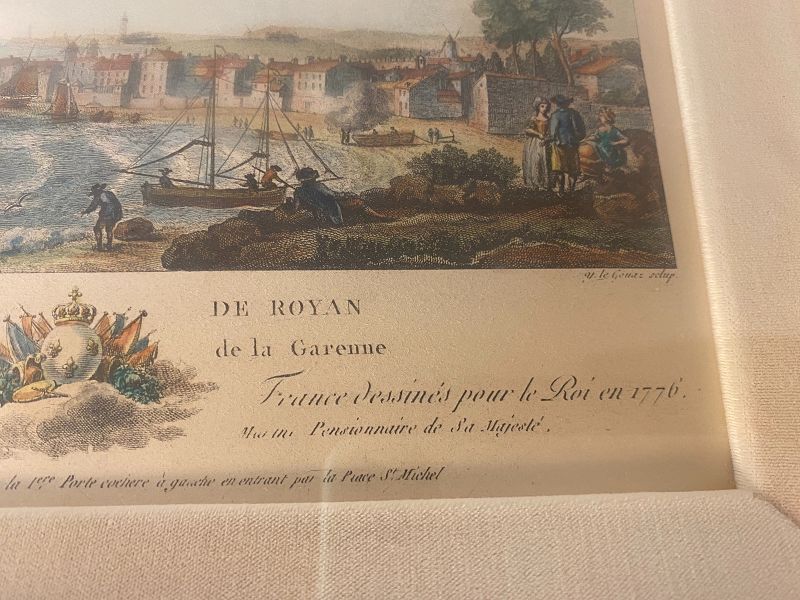 y. le Gouaz sculp.
DE ROYAN
de la Garenne
France dessinés pour le Roi en 1776.
Pensionnaire de Sa Majesté.
la 1ere Porte cochere à gauche en entrant par la Place St. Michel